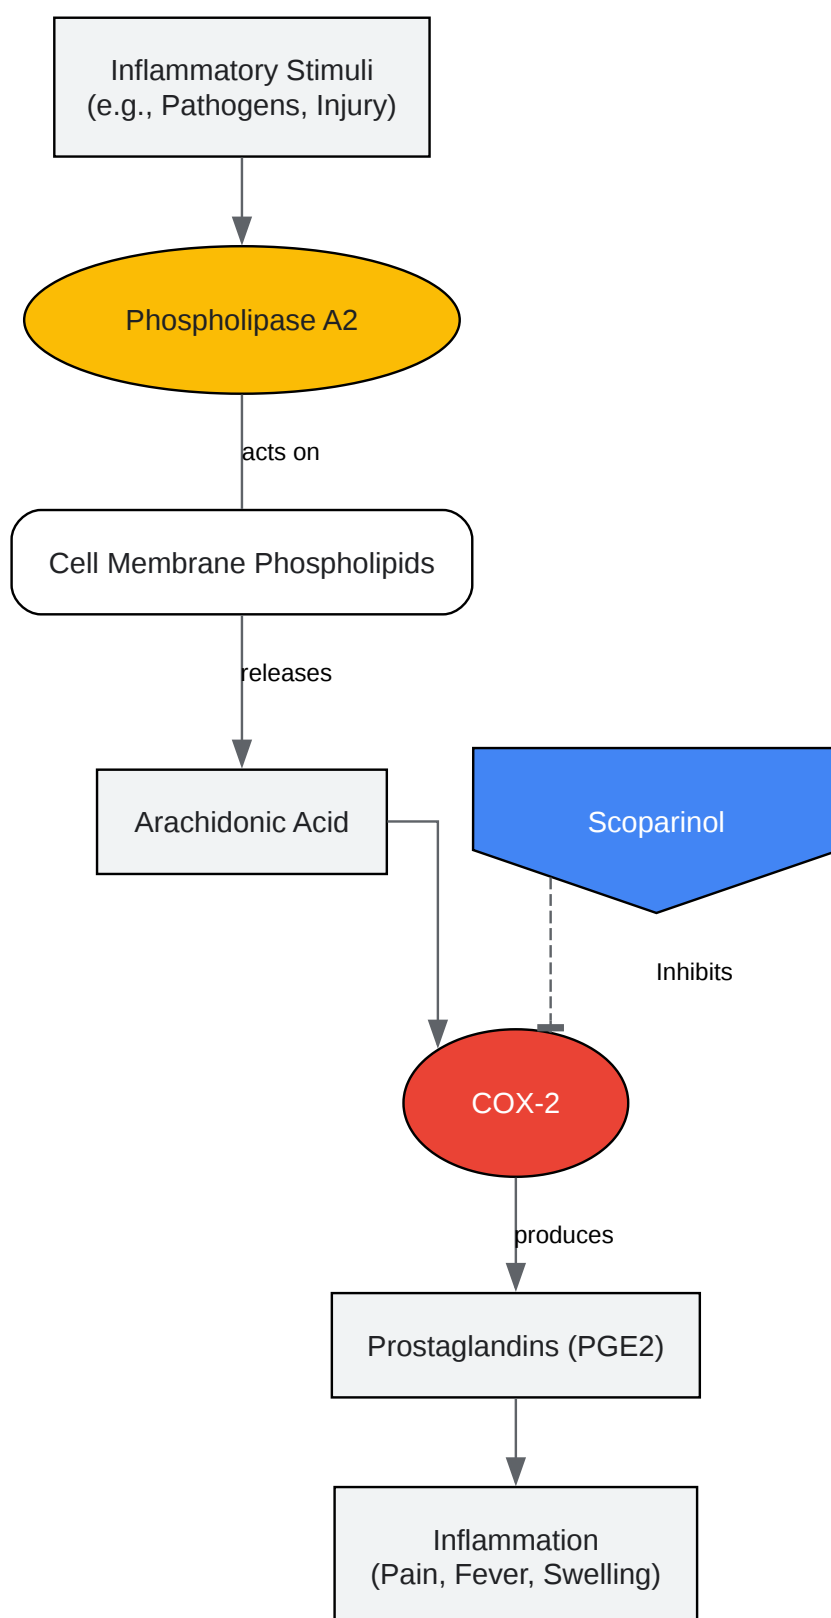 Inflammatory Stimuli
(e.g., Pathogens, Injury)
Phospholipase A2
acts on
Cell Membrane Phospholipids
releases
Arachidonic Acid
Scoparinol
Inhibits
COX-2
produces
Prostaglandins (PGE2)
Inflammation
(Pain, Fever, Swelling)